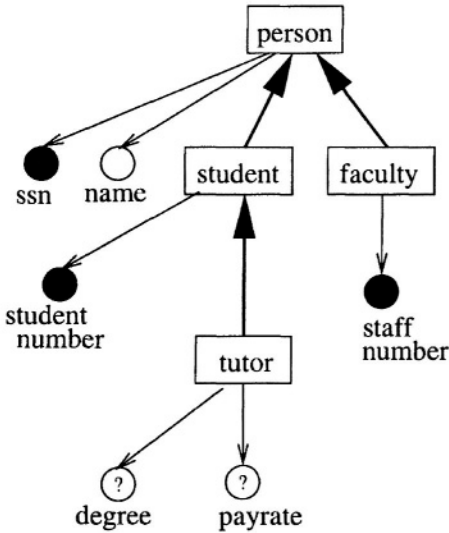 person
ssn
name
student
faculty
student
number
staff
number
tutor
?
?
degree
payrate